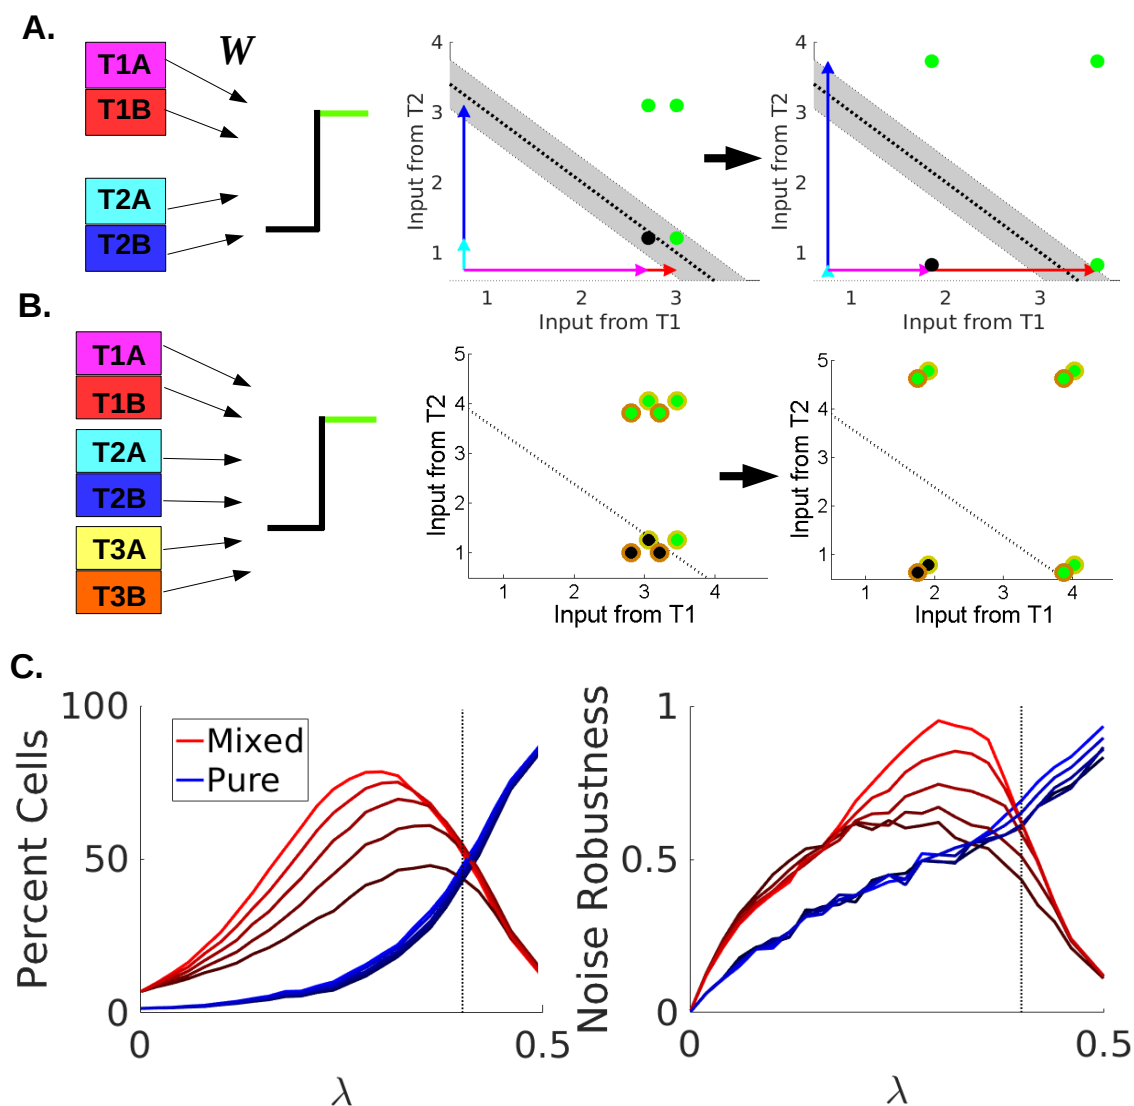 A.
W
T1A
T1B
T2A
T2B
4
3
2
1
Input from T2
1
2
3
Input from T1
4
3
2
1
Input from T2
1
2
3
Input from T1
B.
T1A
T1B
T2A
T2B
T3A
T3B
5
4
3
2
1
Input from T2
1
2
3
4
Input from T1
5
4
3
2
1
Input from T2
1
2
3
4
Input from T1
C.
100
50
0
Percent Cells
Mixed
Pure
0
0.5
λ
1
0.5
0
Noise Robustness
0
0.5
λ